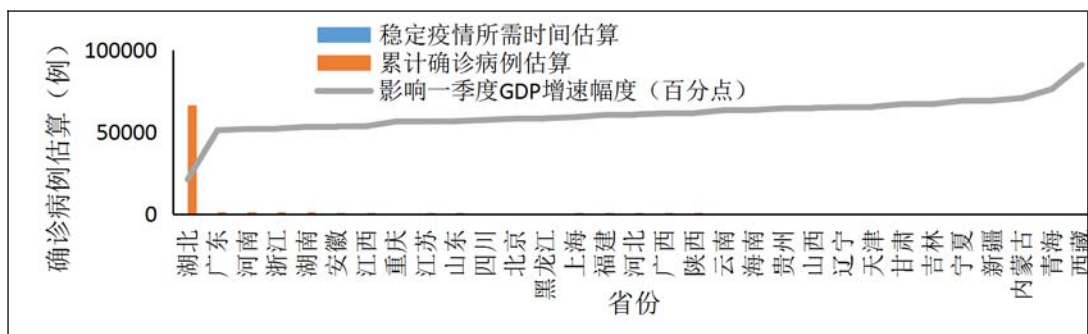 确诊病例估算（例）
100000
50000
0
稳定疫情所需时间估算
累计确诊病例估算
影响一季度GDP增速幅度（百分点）
湖北
广东
河南
浙江
湖南
安徽
江西
重庆
江苏
山东
四川
北京
黑龙江
上海
福建
河北
广西
陕西
云南
海南
贵州
山西
辽宁
天津
甘肃
吉林
宁夏
新疆
内蒙古
青海
西藏
省份